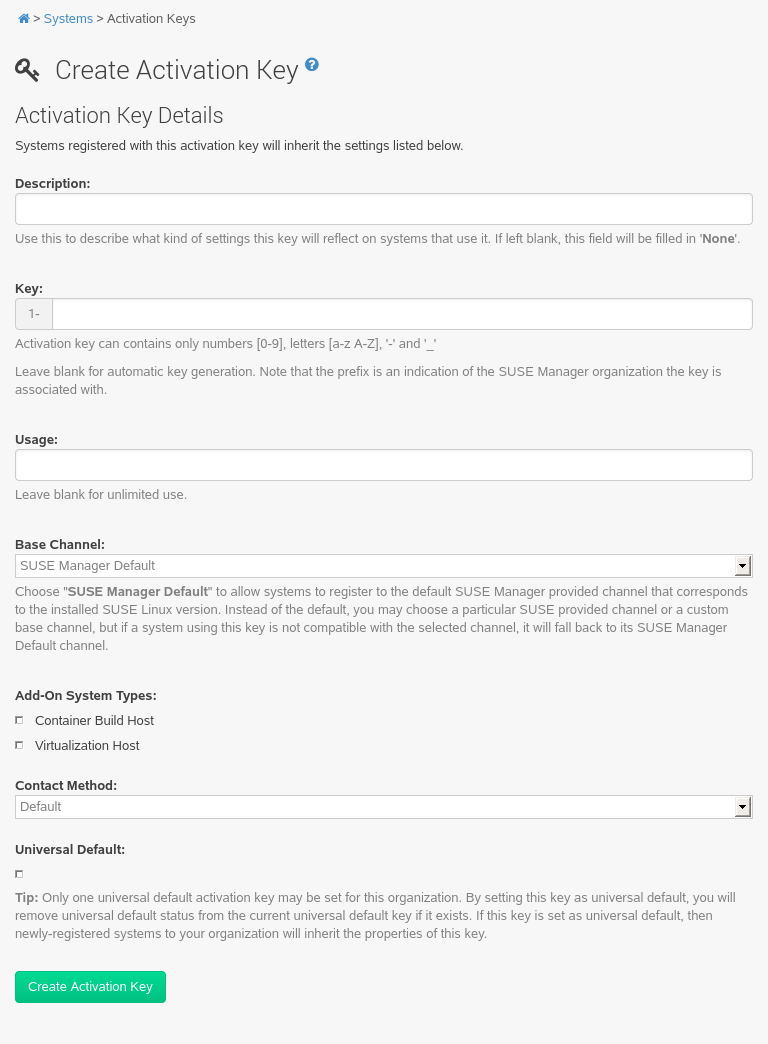 > Systems > Activation Keys
Create Activation Key ?
Activation Key Details
Systems registered with this activation key will inherit the settings listed below.
Description:
Use this to describe what kind of settings this key will reflect on systems that use it. If left blank, this field will be filled in 'None'.
Key:
1-
Activation key can contains only numbers [0-9], letters [a-z A-Z], '-' and '_'
Leave blank for automatic key generation. Note that the prefix is an indication of the SUSE Manager organization the key is
associated with.
Usage:
Leave blank for unlimited use.
Base Channel:
SUSE Manager Default
Choose "SUSE Manager Default" to allow systems to register to the default SUSE Manager provided channel that corresponds
to the installed SUSE Linux version. Instead of the default, you may choose a particular SUSE provided channel or a custom
base channel, but if a system using this key is not compatible with the selected channel, it will fall back to its SUSE Manager
Default channel.
Add-On System Types:
Container Build Host
Virtualization Host
Contact Method:
Default
Universal Default:
Tip: Only one universal default activation key may be set for this organization. By setting this key as universal default, you will
remove universal default status from the current universal default key if it exists. If this key is set as universal default, then
newly-registered systems to your organization will inherit the properties of this key.
Create Activation Key